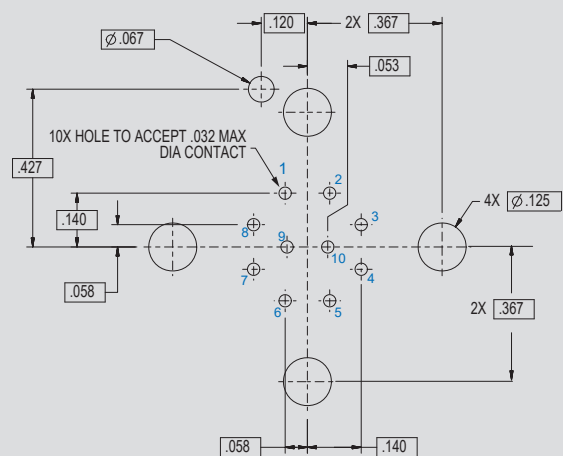 .120
2X .367
Ø.067
.053
10X HOLE TO ACCEPT .032 MAX
DIA CONTACT
.427
1
2
.140
4X Ø.125
8
3
9
10
.058
7
4
2X .367
6
5
.058
.140